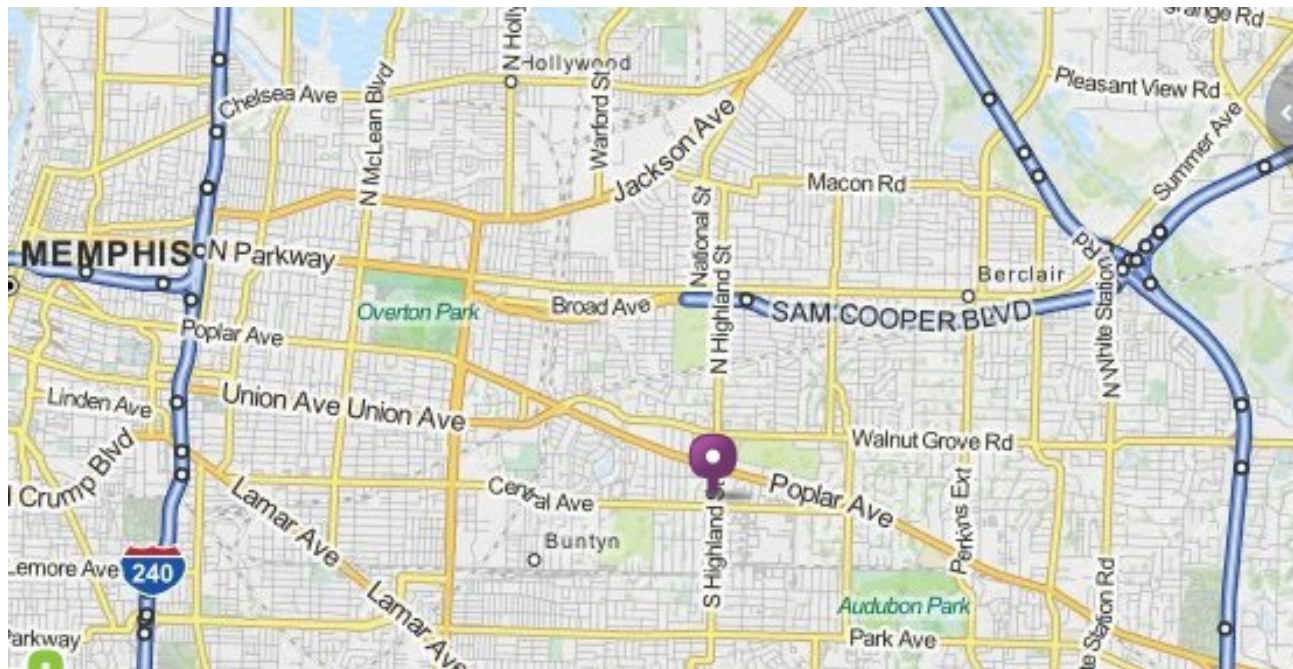 grange Rd
N Holly
Hollywood
Pleasant View Rd
Chelsea Ave
N McLean Blvd
Warford St
Jackson Ave
Summer Ave
Macon Rd
National St
MEMPHIS
N Parkway
N Highland St
Berclair
N White Station Rd
Overton Park
Broad Ave
SAM COOPER BLVD
Poplar Ave
Linden Ave
Union Ave
Union Ave
Walnut Grove Rd
Crump Blvd
Lamar Ave
Central Ave
Poplar Ave
Perkins Ext
S Highland St
Buntyn
Lemore Ave
240
Lamar Ave
Audubon Park
Station Rd
Parkway
Park Ave